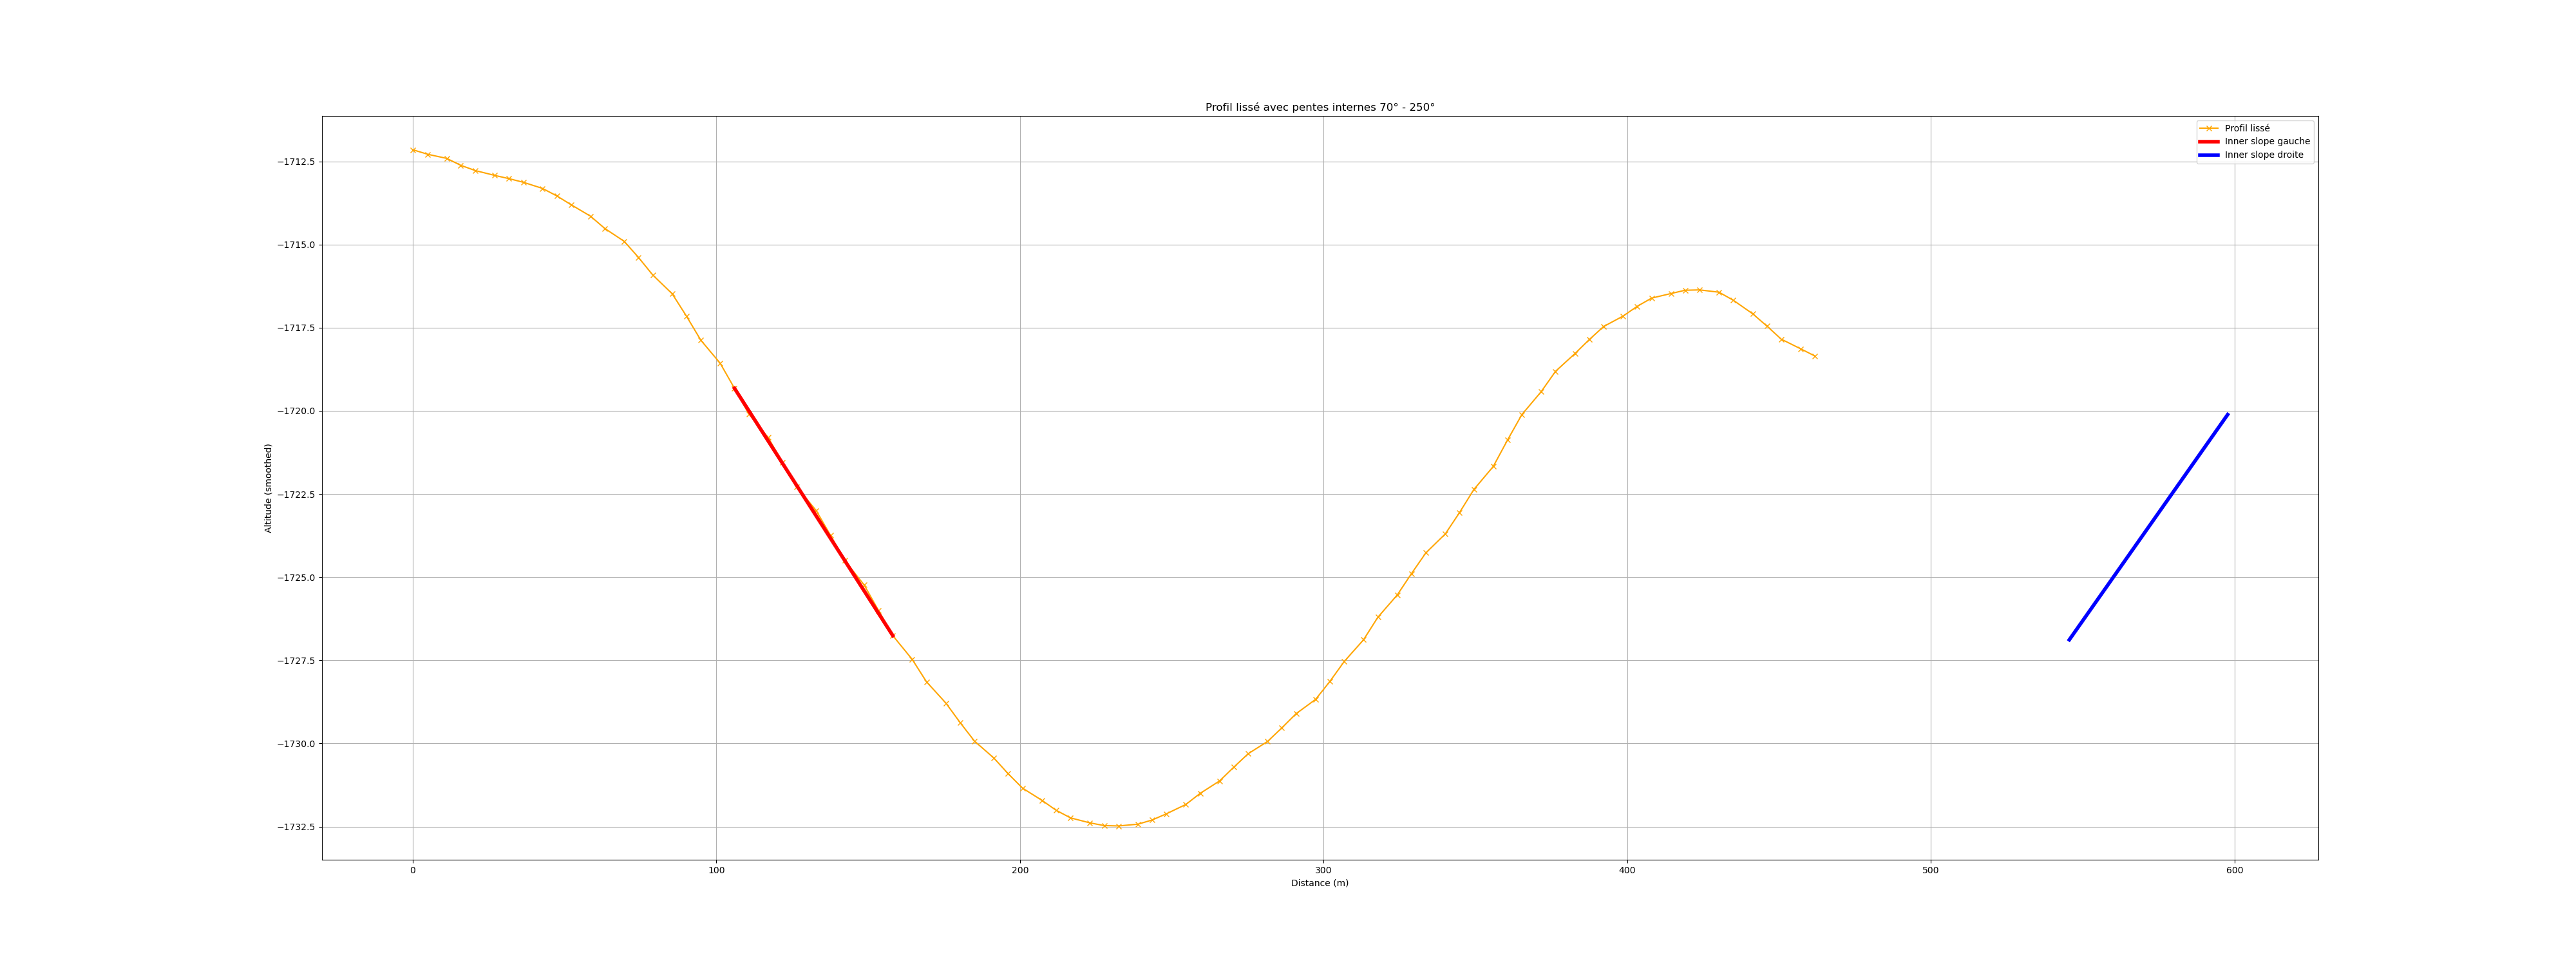 Profil lissé avec pentes internes 70° - 250°
Profil lissé
Inner slope gauche
Inner slope droite
−1712.5
−1715.0
−1717.5
−1720.0
−1722.5
−1725.0
−1727.5
−1730.0
−1732.5
Altitude (smoothed)
0 100 200 300 400 500 600
Distance (m)